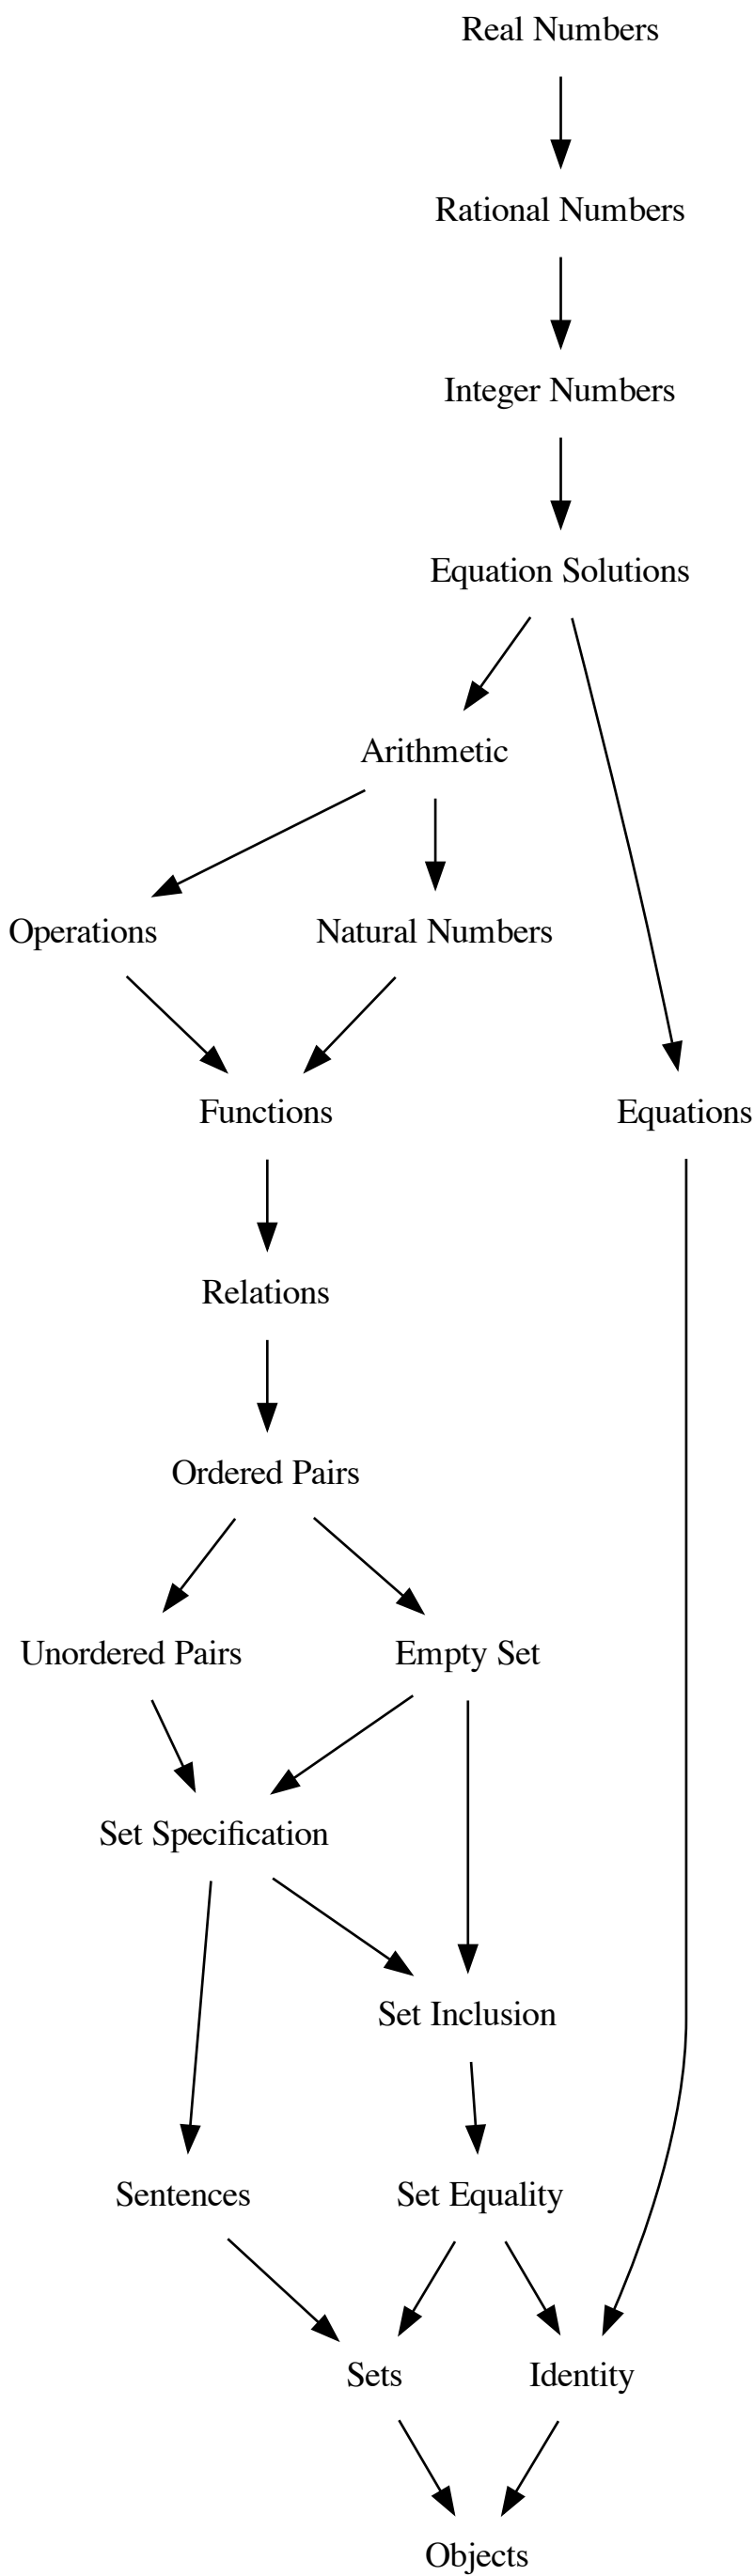 Real Numbers
Rational Numbers
Integer Numbers
Equation Solutions
Arithmetic
Operations
Natural Numbers
Functions
Equations
Relations
Ordered Pairs
Unordered Pairs
Empty Set
Set Specification
Set Inclusion
Sentences
Set Equality
Sets
Identity
Objects